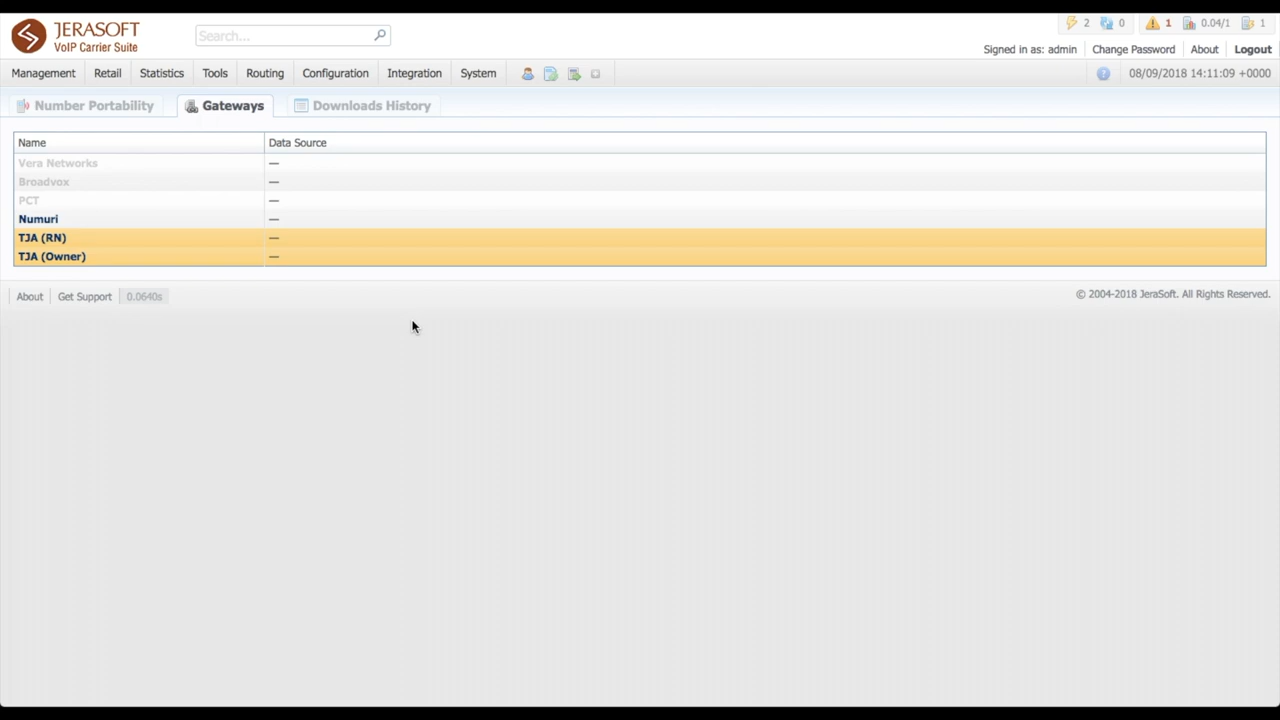 JERASOFT
VoIP Carrier Suite
Search...
2 0 1 0.04/1 1
Signed in as: admin Change Password About Logout
Management Retail Statistics Tools Routing Configuration Integration System
08/09/2018 14:11:09 +0000
Number Portability Gateways Downloads History
Name Data Source
Vera Networks —
Broadvox —
PCT —
Numuri —
TJA (RN) —
TJA (Owner) —
About Get Support 0.0640s
© 2004-2018 JeraSoft. All Rights Reserved.